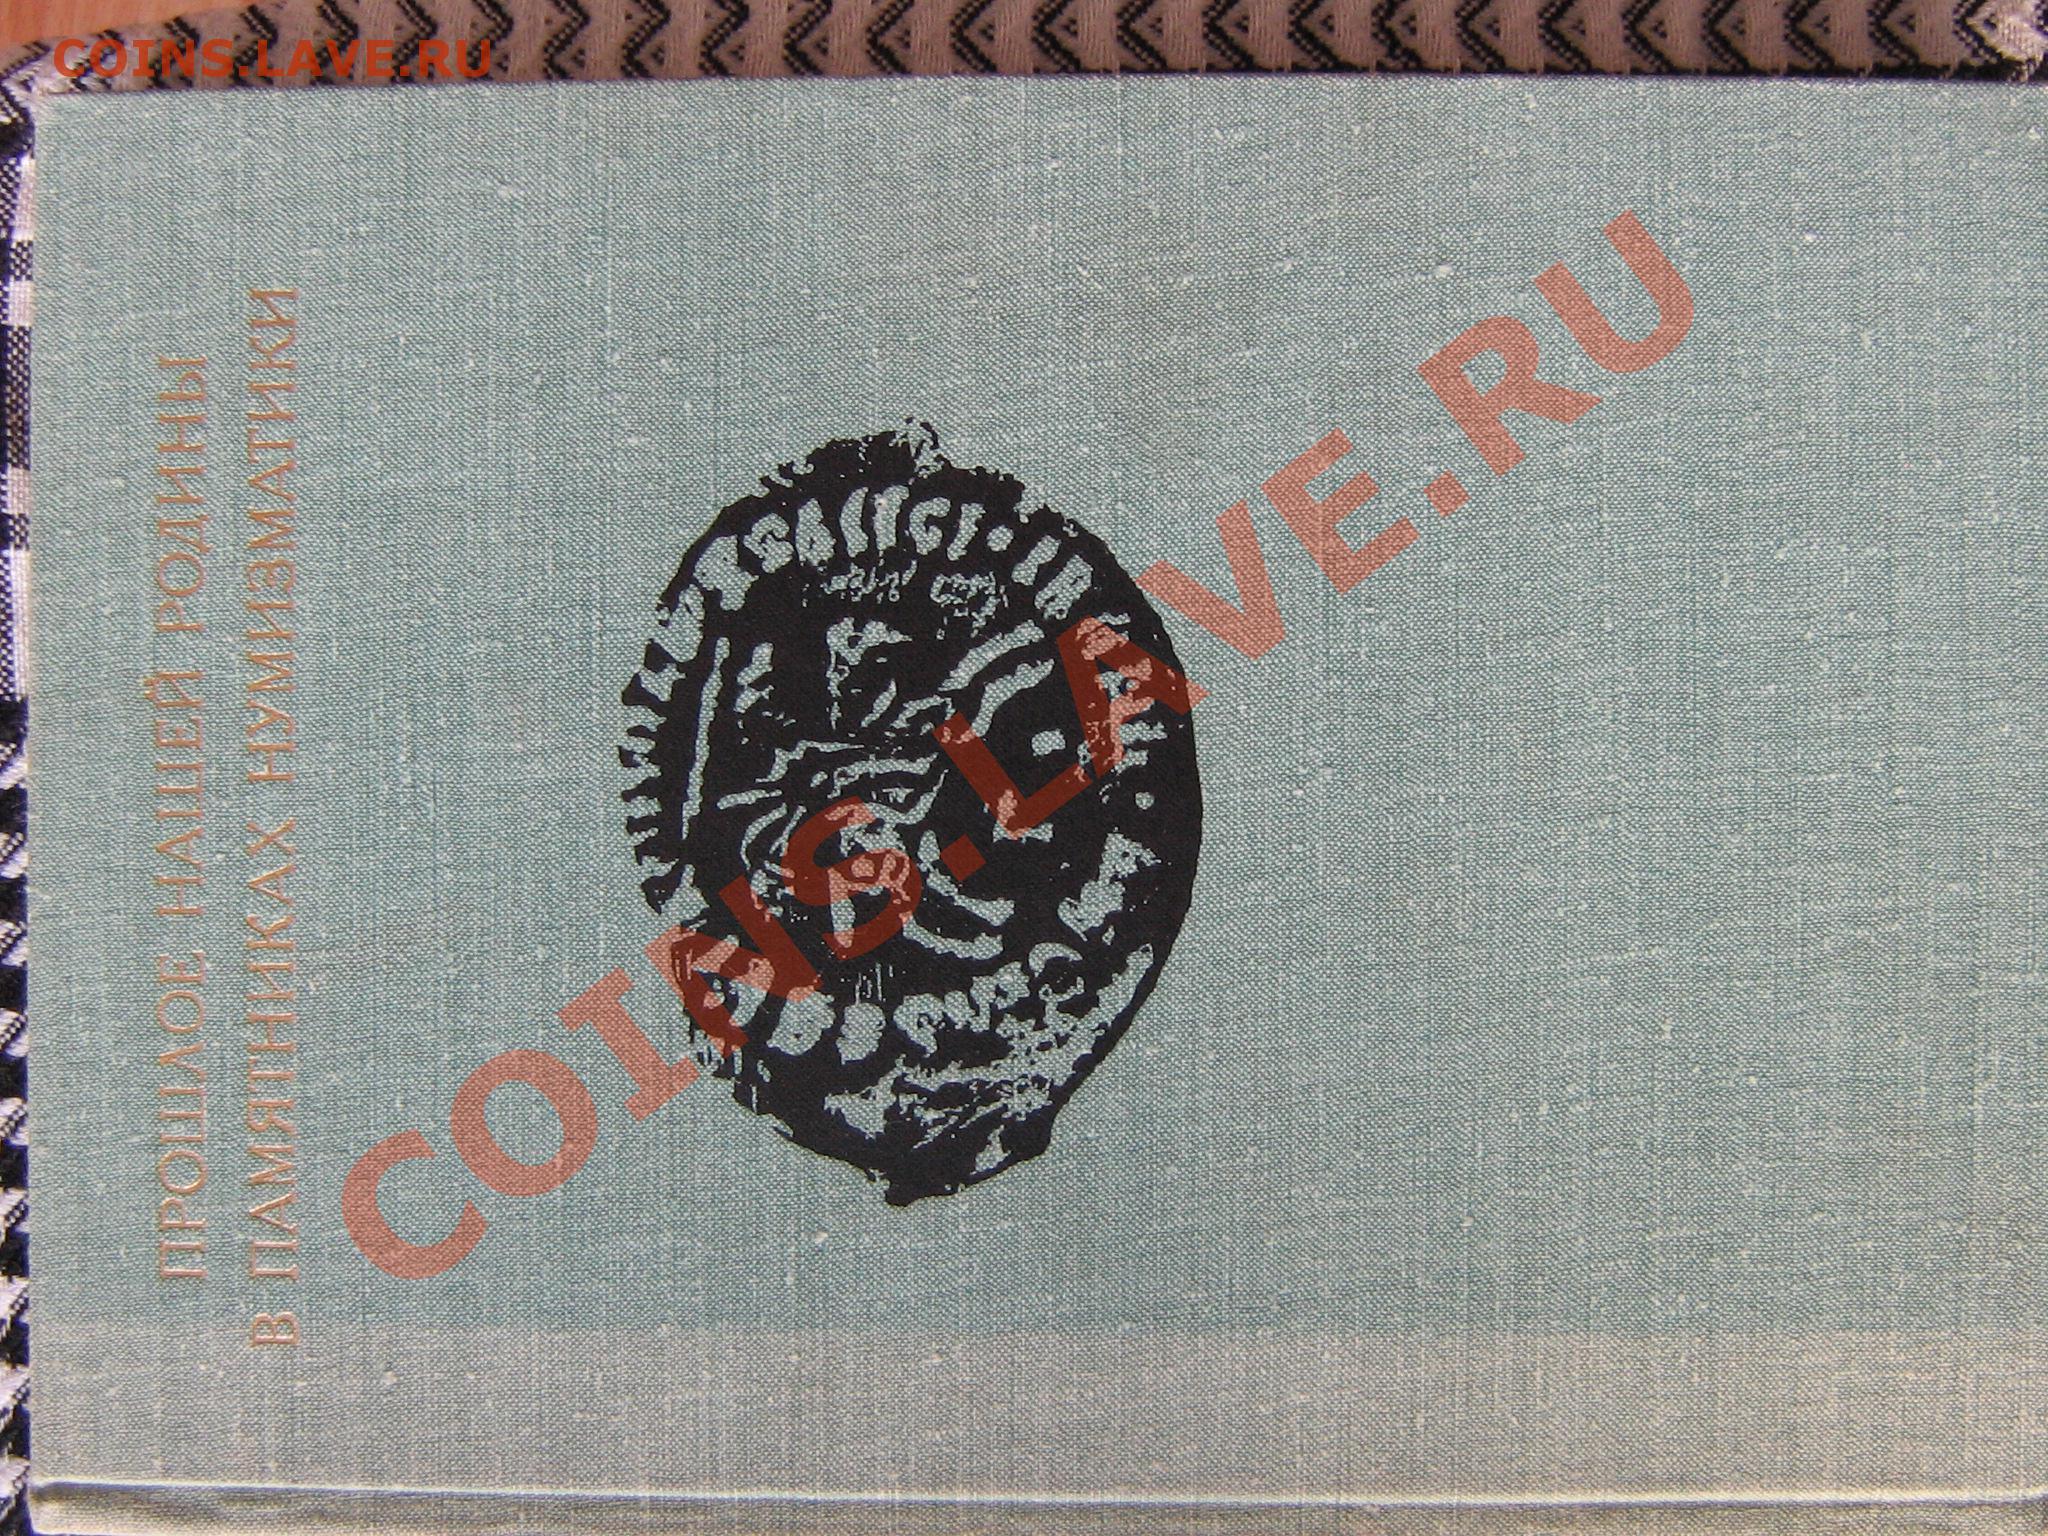 COINS.LAVE.RU
ПРОШЛОЕ НАШЕЙ РОДИНЫ
В ПАМЯТНИКАХ НУМИЗМАТИКИ
COINS.LAVE.RU